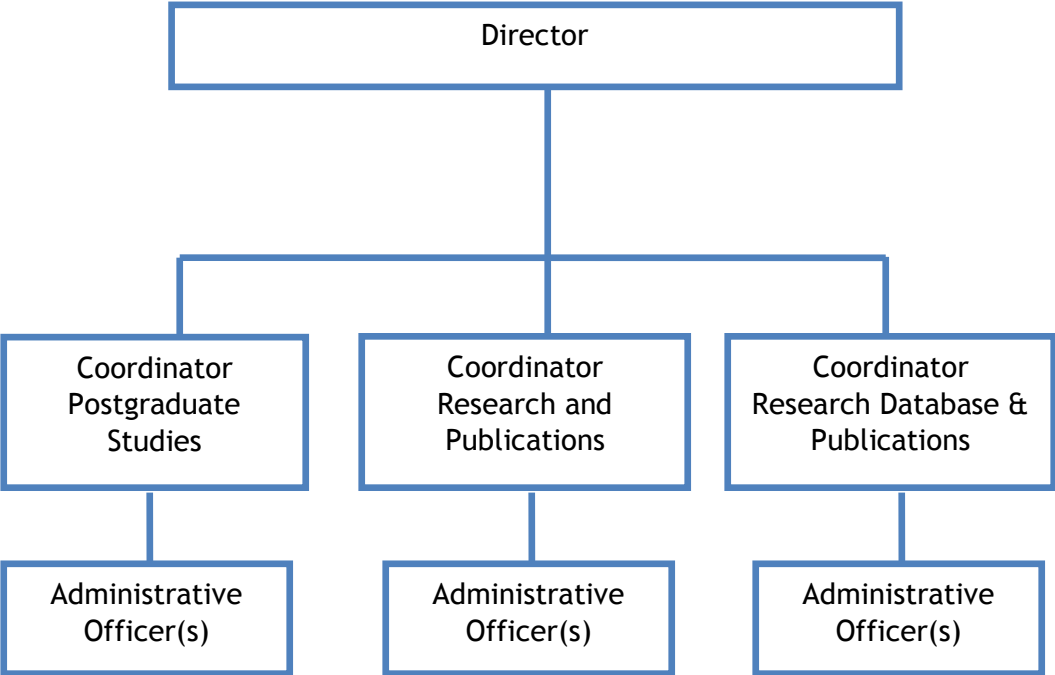 Director
Coordinator
Postgraduate
Studies
Coordinator
Research and
Publications
Coordinator
Research Database &
Publications
Administrative
Officer(s)
Administrative
Officer(s)
Administrative
Officer(s)